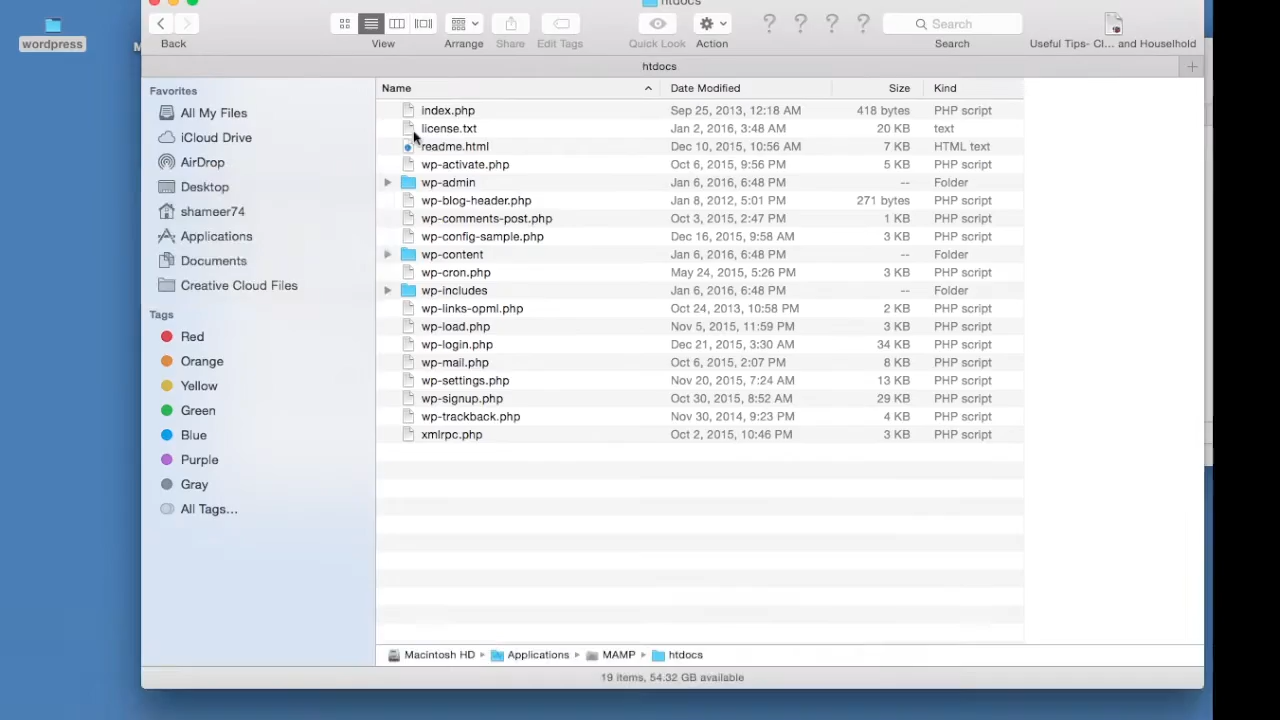 htdocs
wordpress
M
Back
View
Arrange
Share
Edit Tags
Quick Look
Action
? ? ? ?
Search
Search
Useful Tips- Cl... and Household
htdocs
Favorites
All My Files
iCloud Drive
AirDrop
Desktop
shameer74
Applications
Documents
Creative Cloud Files
Tags
Red
Orange
Yellow
Green
Blue
Purple
Gray
All Tags...
Name Date Modified Size Kind
index.php Sep 25, 2013, 12:18 AM 418 bytes PHP script
license.txt Jan 2, 2016, 3:48 AM 20 KB text
readme.html Dec 10, 2015, 10:56 AM 7 KB HTML text
wp-activate.php Oct 6, 2015, 9:56 PM 5 KB PHP script
wp-admin Jan 6, 2016, 6:48 PM -- Folder
wp-blog-header.php Jan 8, 2012, 5:01 PM 271 bytes PHP script
wp-comments-post.php Oct 3, 2015, 2:47 PM 1 KB PHP script
wp-config-sample.php Dec 16, 2015, 9:58 AM 3 KB PHP script
wp-content Jan 6, 2016, 6:48 PM -- Folder
wp-cron.php May 24, 2015, 5:26 PM 3 KB PHP script
wp-includes Jan 6, 2016, 6:48 PM -- Folder
wp-links-opml.php Oct 24, 2013, 10:58 PM 2 KB PHP script
wp-load.php Nov 5, 2015, 11:59 PM 3 KB PHP script
wp-login.php Dec 21, 2015, 3:30 AM 34 KB PHP script
wp-mail.php Oct 6, 2015, 2:07 PM 8 KB PHP script
wp-settings.php Nov 20, 2015, 7:24 AM 13 KB PHP script
wp-signup.php Oct 30, 2015, 8:52 AM 29 KB PHP script
wp-trackback.php Nov 30, 2014, 9:23 PM 4 KB PHP script
xmlrpc.php Oct 2, 2015, 10:46 PM 3 KB PHP script
Macintosh HD Applications MAMP htdocs
19 items, 54.32 GB available